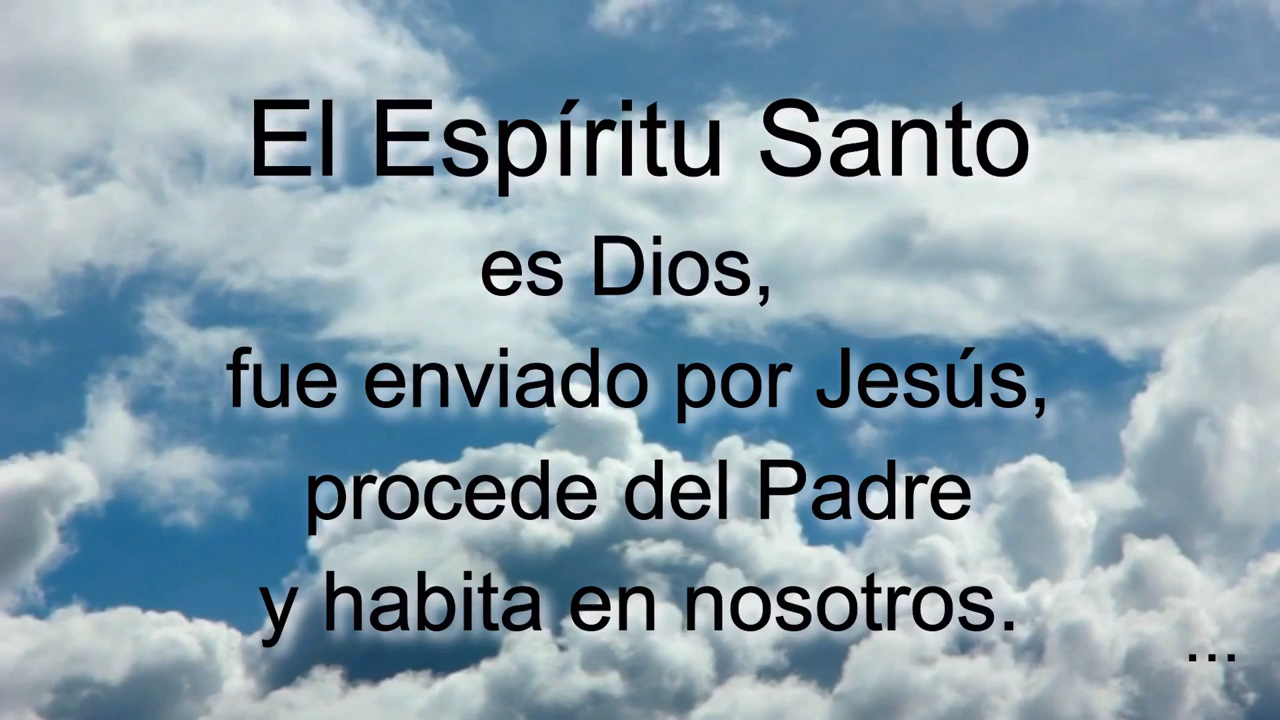 El Espíritu Santo
es Dios,
fue enviado por Jesús,
procede del Padre
y habita en nosotros.
...